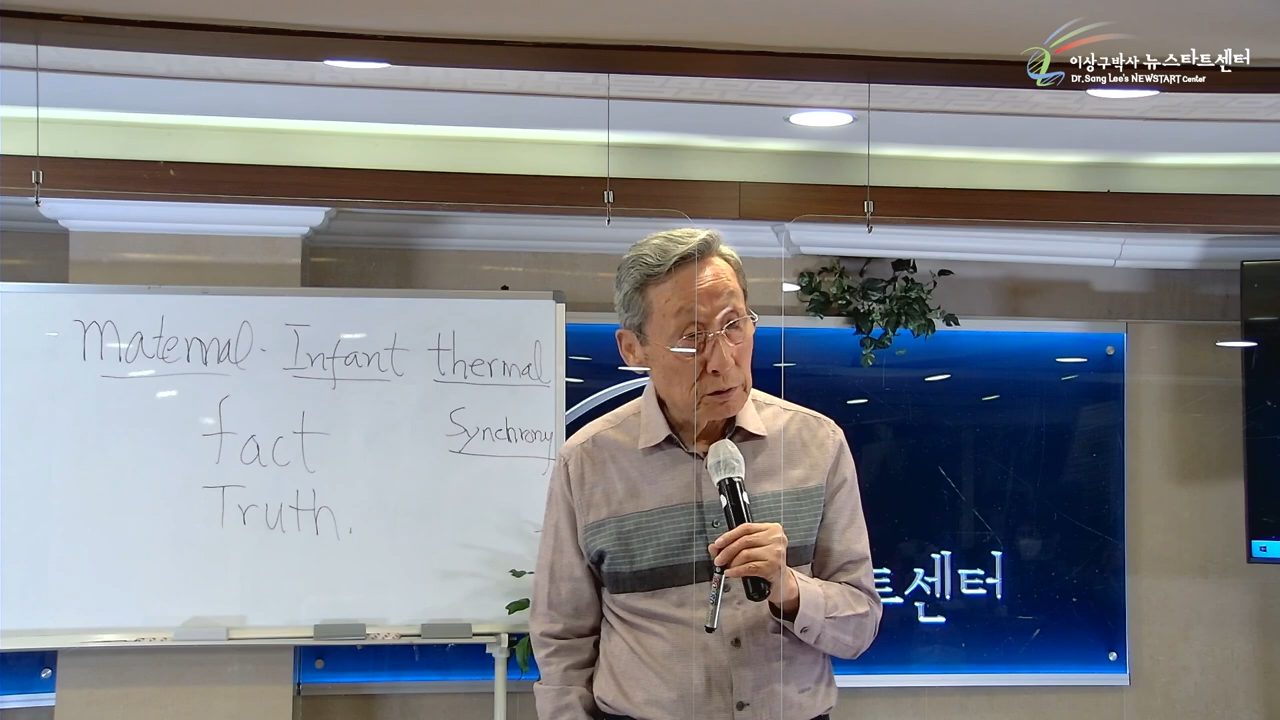 이상구박사 뉴스타트센터
Dr. Sang Lee's NEWSTART Center
Maternal · Infant thermal
fact Synchrony
Truth.
트센터